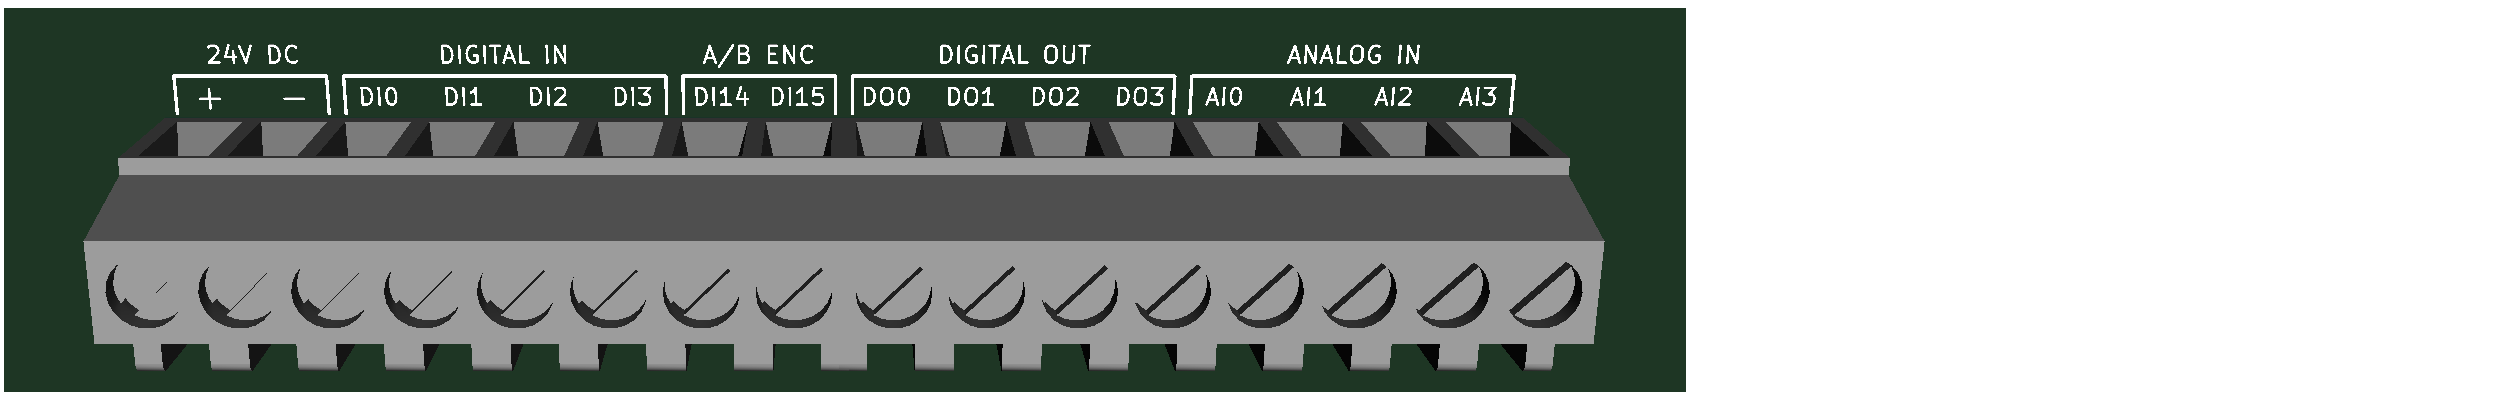 24V DC DIGITAL IN A/B ENC DIGITAL OUT ANALOG IN
+ - DI0 DI1 DI2 DI3 DI14 DI15 DO0 DO1 DO2 DO3 AI0 AI1 AI2 AI3